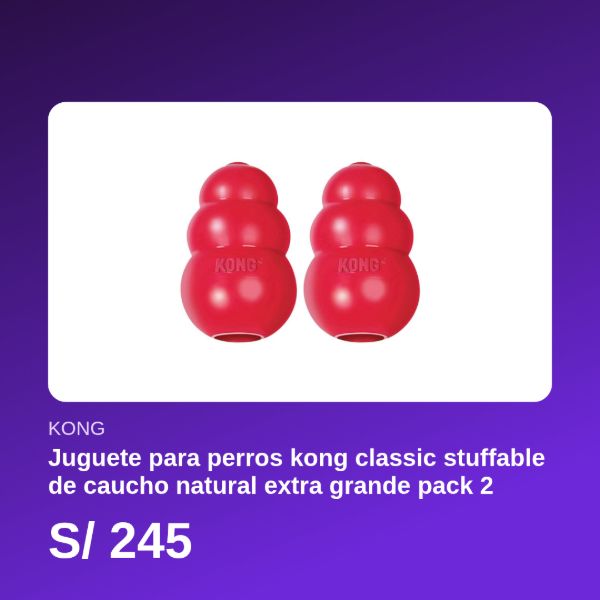 KONG KONG
KONG
Juguete para perros kong classic stuffable
de caucho natural extra grande pack 2
S/ 245